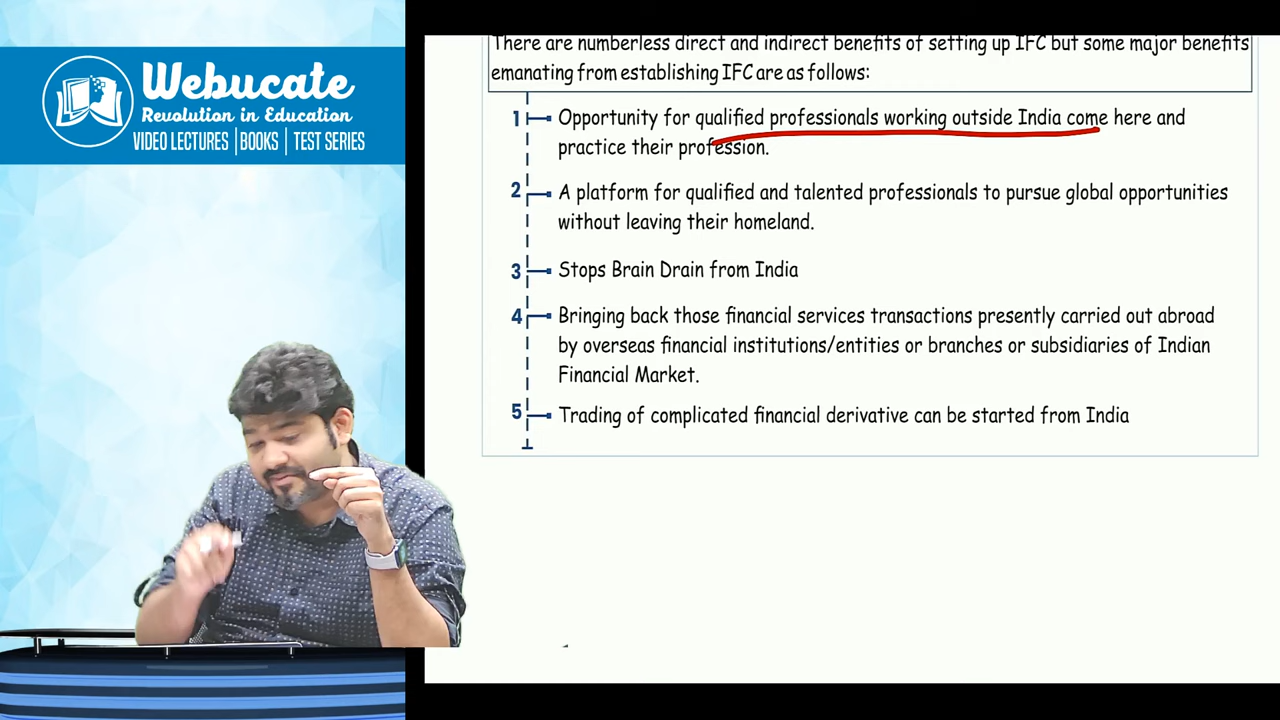 Webucate
Revolution in Education
VIDEO LECTURES | BOOKS | TEST SERIES
There are numberless direct and indirect benefits of setting up IFC but some major benefits
emanating from establishing IFC are as follows:
1 Opportunity for qualified professionals working outside India come here and
practice their profession.
2 A platform for qualified and talented professionals to pursue global opportunities
without leaving their homeland.
3 Stops Brain Drain from India
4 Bringing back those financial services transactions presently carried out abroad
by overseas financial institutions/entities or branches or subsidiaries of Indian
Financial Market.
5 Trading of complicated financial derivative can be started from India